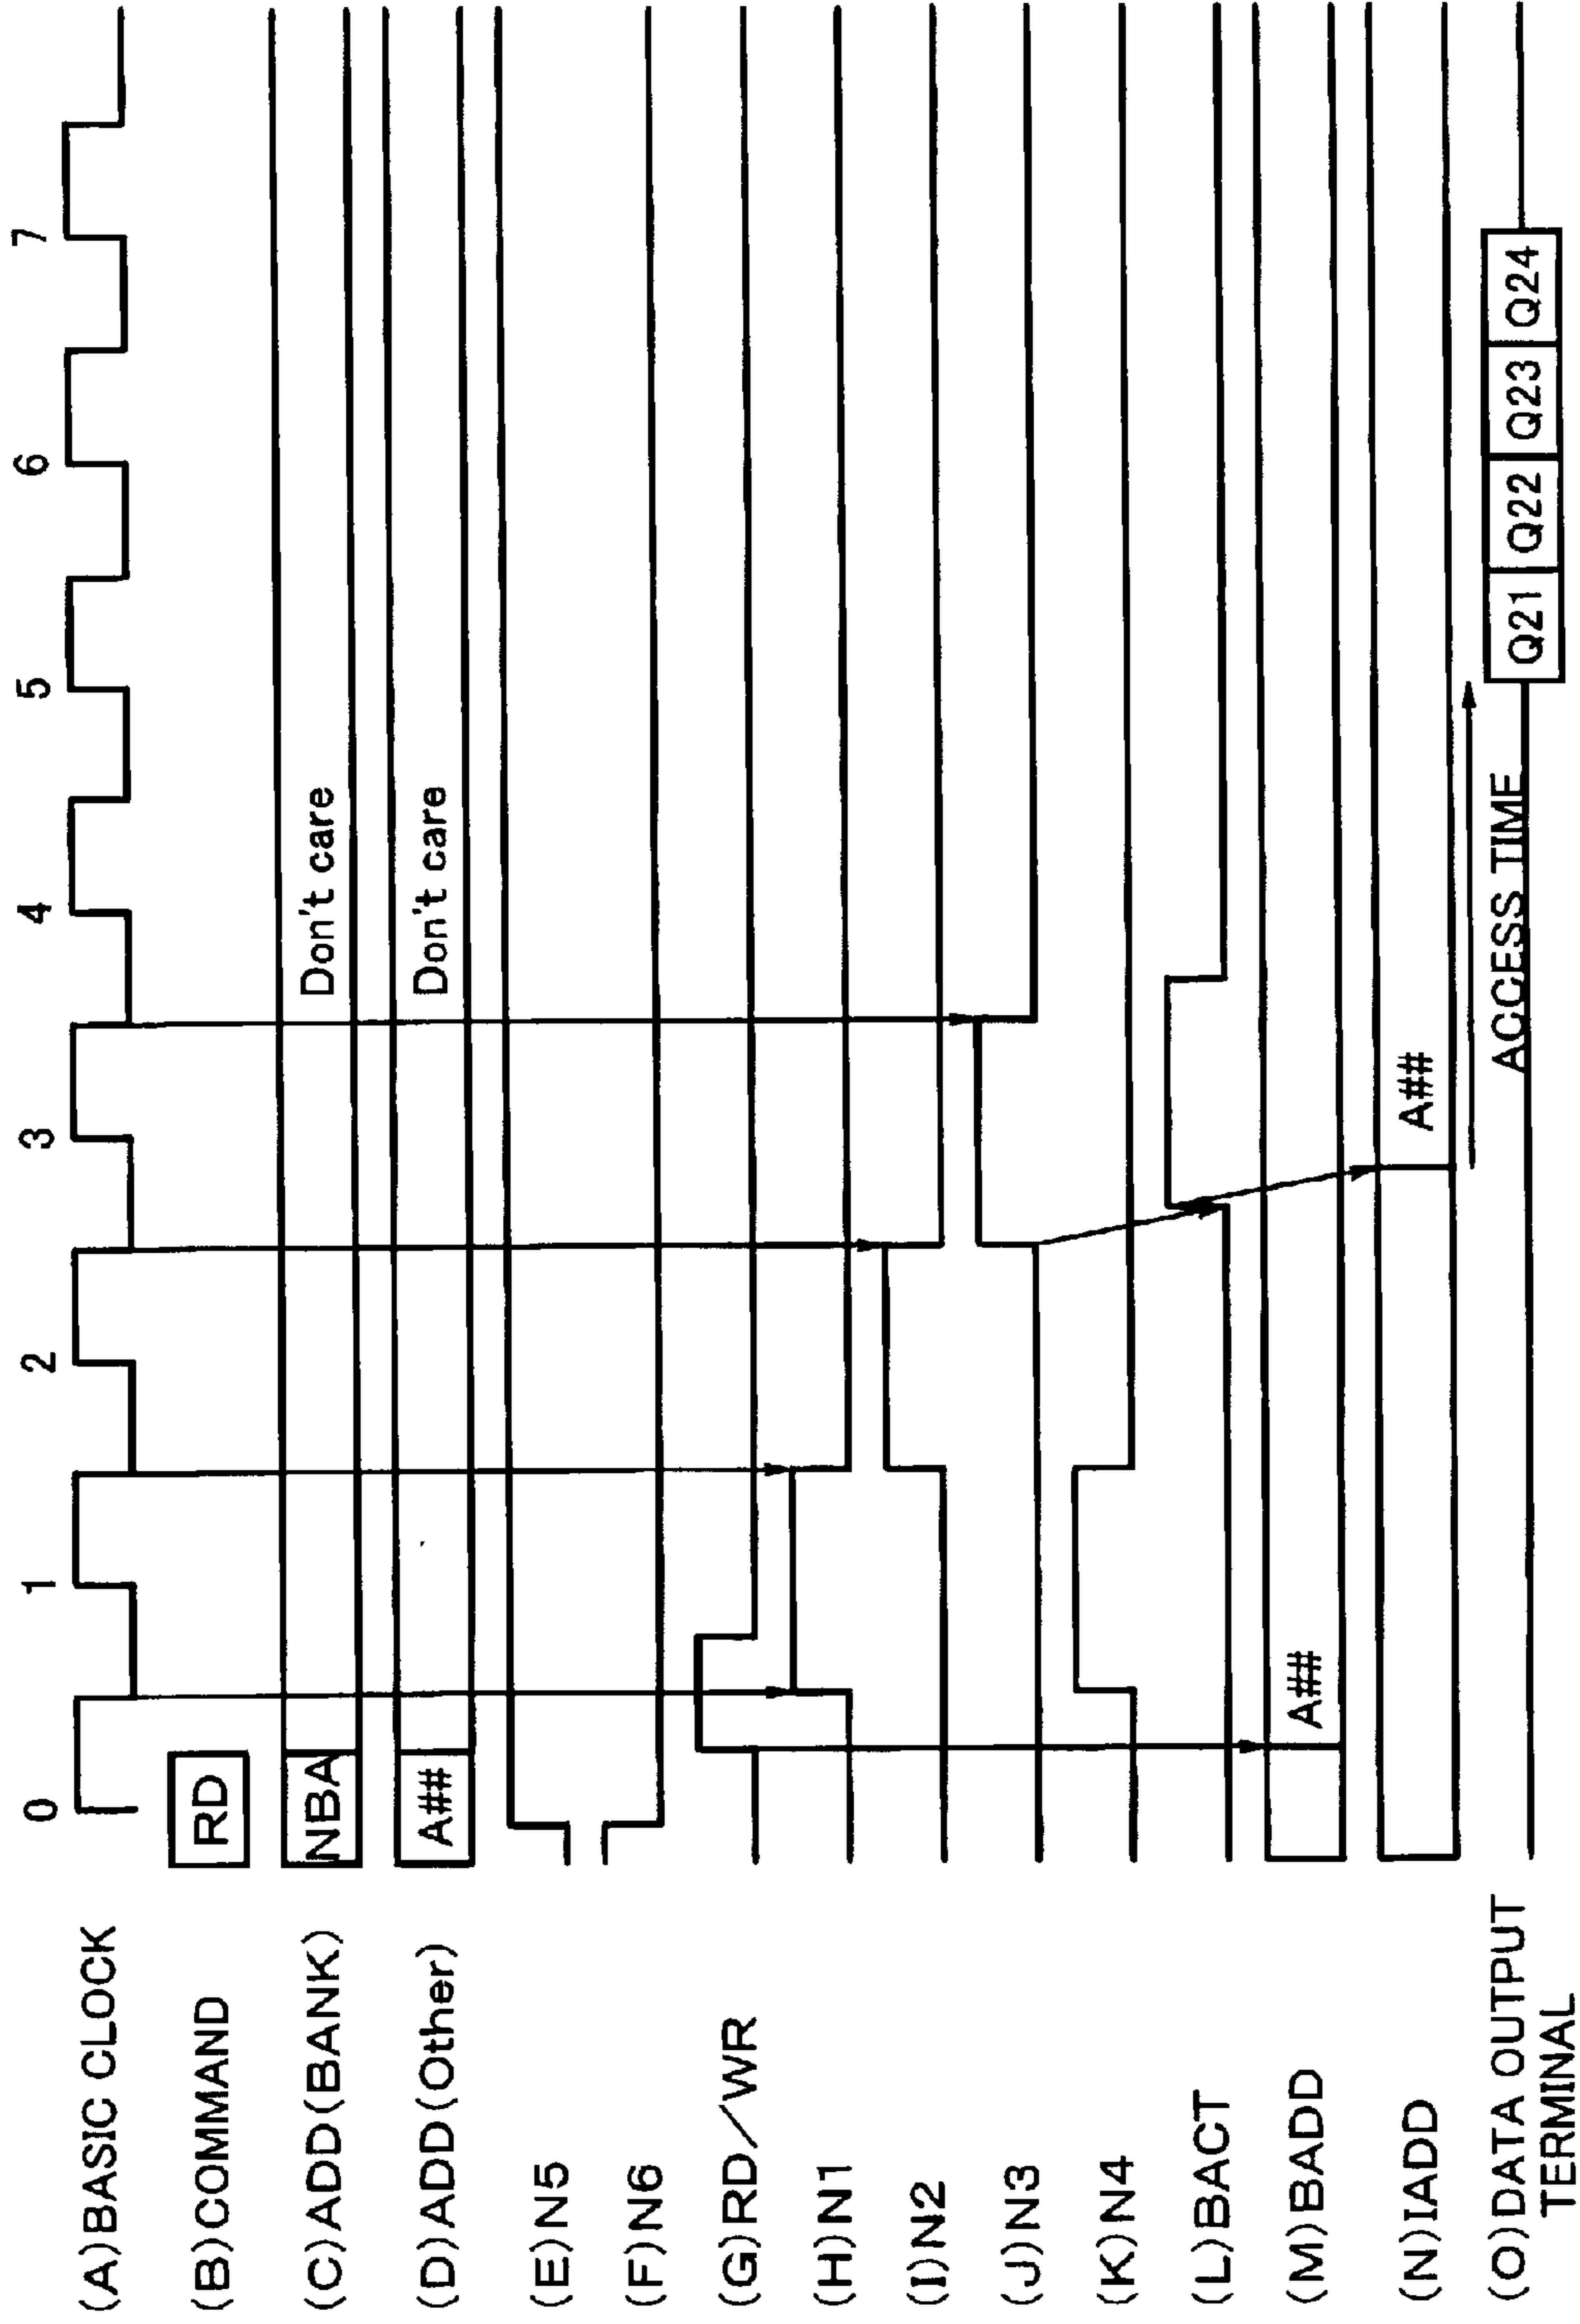 0 1 2 3 4 5 6 7
(A)BASIC CLOCK
(B)COMMAND RD
(C)ADD(BANK) NBA Don't care
(D)ADD(Other) A## Don't care
(E)N5
(F)N6
(G)RD/WR
(H)N1
(I)N2
(J)N3
(K)N4
(L)BACT
(M)BADD A##
(N)IADD A##
ACCESS TIME
(O)DATA OUTPUT Q21 Q22 Q23 Q24
TERMINAL